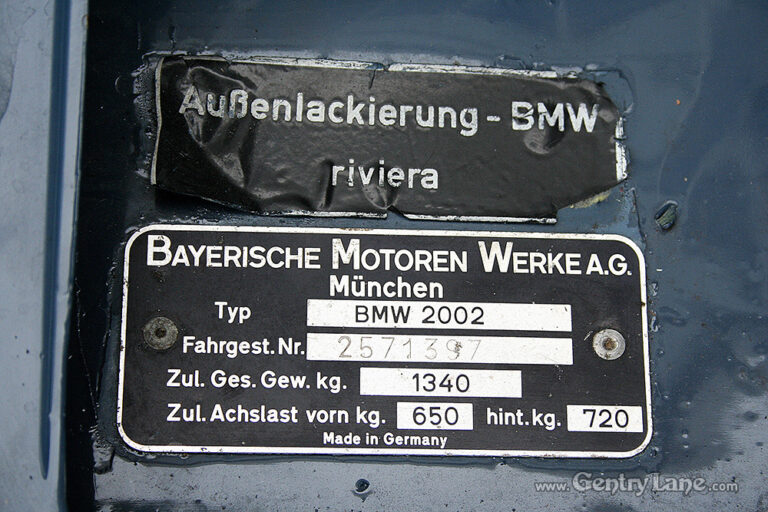 Außenlackierung - BMW
riviera
BAYERISCHE MOTOREN WERKE A.G.
München
Typ BMW 2002
Fahrgest. Nr. 2571397
Zul. Ges. Gew. kg. 1340
Zul. Achslast vorn kg. 650 hint. kg. 720
Made in Germany
www.GentryLane.com